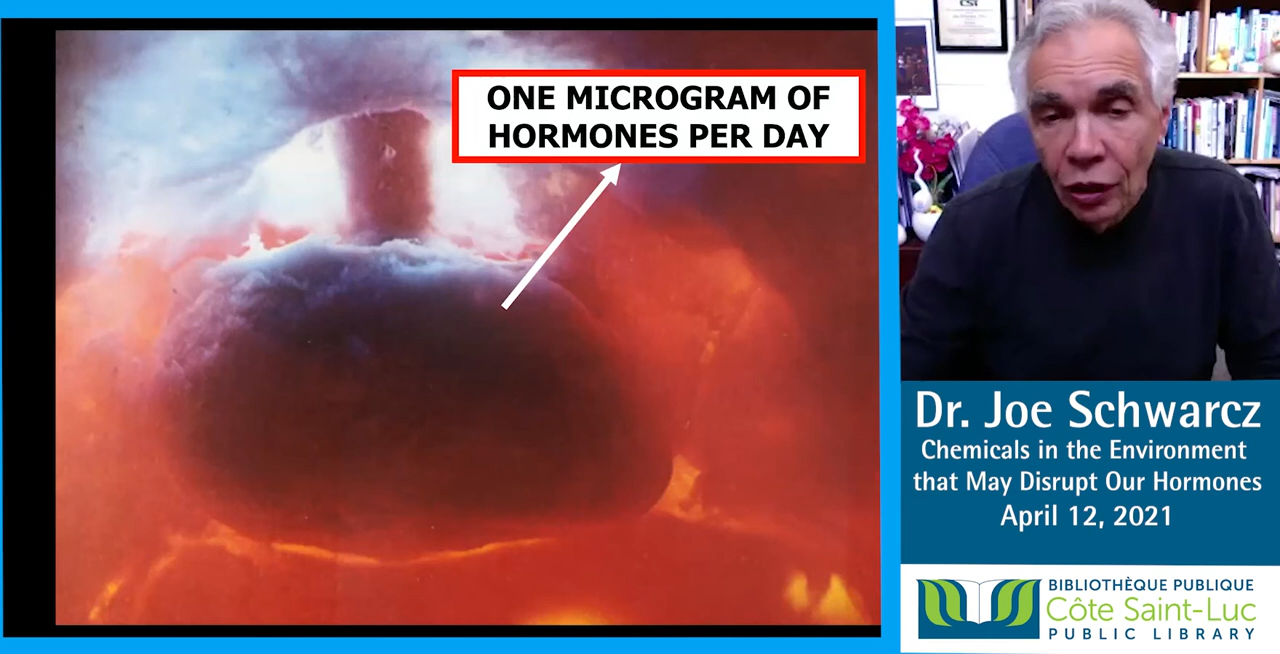 ONE MICROGRAM OF
HORMONES PER DAY
CSI
Dr. Joe Schwarcz
Chemicals in the Environment
that May Disrupt Our Hormones
April 12, 2021
BIBLIOTHÈQUE PUBLIQUE
Côte Saint-Luc
PUBLIC LIBRARY